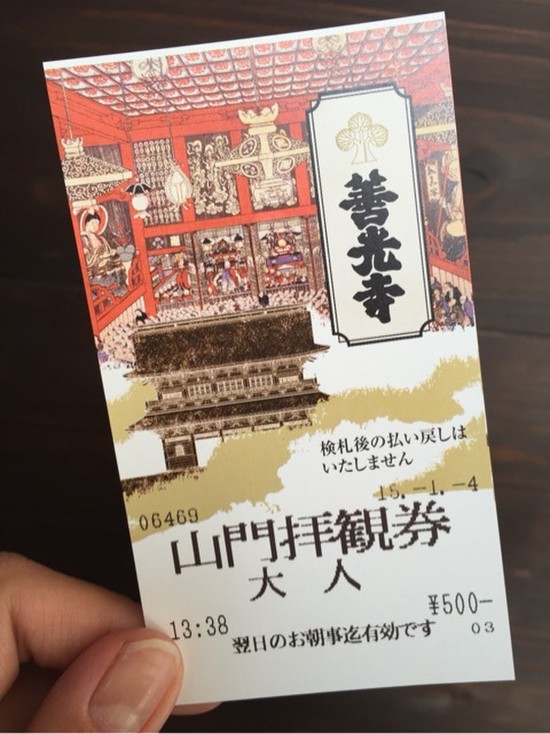 善光寺
検札後の払い戻しは
いたしません
15.-1.-4
06469
山門拝観券
大人
¥500-
13:38
翌日のお朝事迄有効です
03